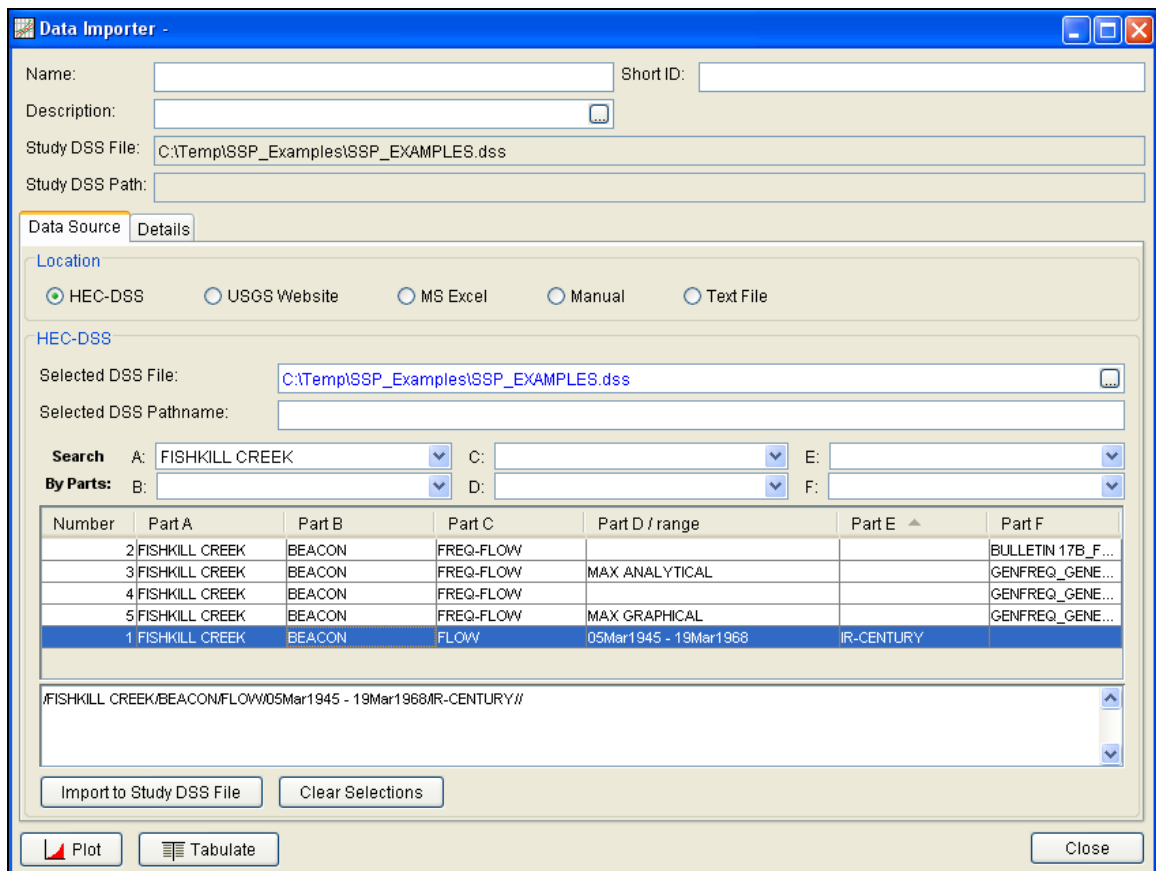 Data Importer -
Name: Short ID:
Description: ...
Study DSS File: C:\Temp\SSP_Examples\SSP_EXAMPLES.dss
Study DSS Path:
Data Source Details
Location
HEC-DSS USGS Website MS Excel Manual Text File
HEC-DSS
Selected DSS File: C:\Temp\SSP_Examples\SSP_EXAMPLES.dss ...
Selected DSS Pathname:
Search A: FISHKILL CREEK C: E:
By Parts: B: D: F:
Number Part A Part B Part C Part D / range Part E Part F
2 FISHKILL CREEK BEACON FREQ-FLOW BULLETIN 17B_F...
3 FISHKILL CREEK BEACON FREQ-FLOW MAX ANALYTICAL GENFREQ_GENE...
4 FISHKILL CREEK BEACON FREQ-FLOW GENFREQ_GENE...
5 FISHKILL CREEK BEACON FREQ-FLOW MAX GRAPHICAL GENFREQ_GENE...
1 FISHKILL CREEK BEACON FLOW 05Mar1945 - 19Mar1968 IR-CENTURY
/FISHKILL CREEK/BEACON/FLOW/05Mar1945 - 19Mar1968/IR-CENTURY//
Import to Study DSS File Clear Selections
Plot Tabulate Close